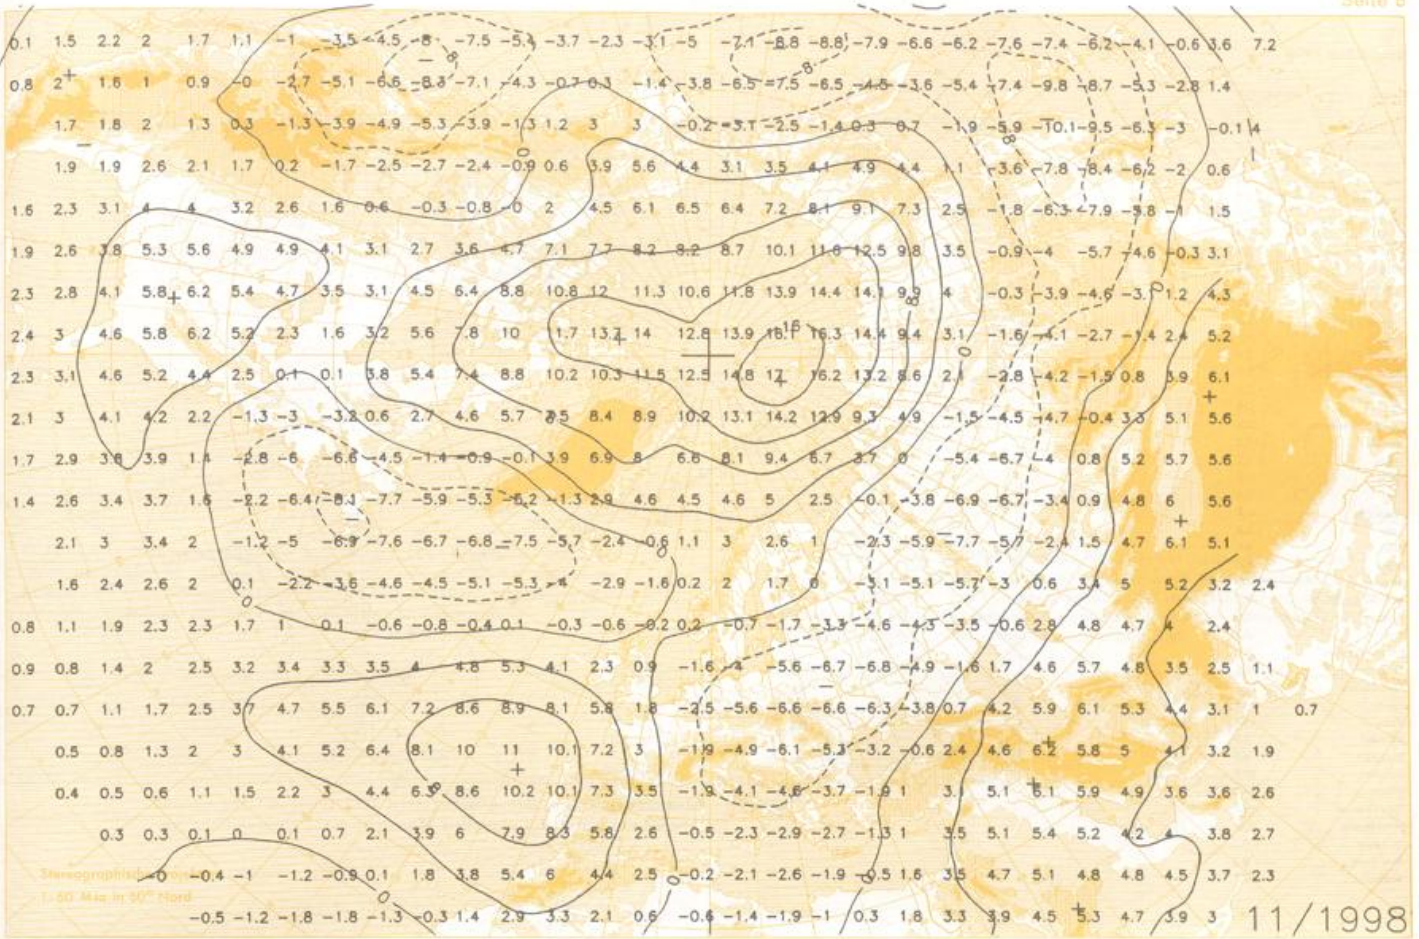 Seite 8
0.1 1.5 2.2 2 1.7 1.1 -1 -3.5 -4.5 -8 -7.5 -5.4 -3.7 -2.3 -3.1 -5 -7.1 -8.8 -8.8 -7.9 -6.6 -6.2 -7.6 -7.4 -6.2 -4.1 -0.6 3.6 7.2
0.8 2 1.6 1 0.9 -0 -2.7 -5.1 -6.6 -8.3 -7.1 -4.3 -0.7 0.3 -1.4 -3.8 -6.5 -7.5 -6.5 -4.5 -3.6 -5.4 -7.4 -9.8 -8.7 -5.3 -2.8 1.4
1.7 1.8 2 1.3 0.3 -1.3 -3.9 -4.9 -5.3 -3.9 -1.3 1.2 3 3 -0.2 -3.1 -2.5 -1.4 0.3 0.7 -1.9 -5.9 -10.1 -9.5 -6.3 -3 -0.1 4
1.9 1.9 2.6 2.1 1.7 0.2 -1.7 -2.5 -2.7 -2.4 -0.9 0.6 3.9 5.6 4.4 3.1 3.5 4.1 4.9 4.4 1.1 -3.6 -7.8 -8.4 -6.2 -2 0.6
1.6 2.3 3.1 4 4 3.2 2.6 1.6 0.6 -0.3 -0.8 -0 2 4.5 6.1 6.5 6.4 7.2 8.1 9.1 7.3 2.5 -1.8 -6.3 -7.9 -5.8 -1 1.5
1.9 2.6 3.8 5.3 5.6 4.9 4.9 4.1 3.1 2.7 3.6 4.7 7.1 7.7 8.2 8.2 8.7 10.1 11.6 12.5 9.8 3.5 -0.9 -4 -5.7 -4.6 -0.3 3.1
2.3 2.8 4.1 5.8 6.2 5.4 4.7 3.5 3.1 4.5 6.4 8.8 10.8 12 11.3 10.6 11.8 13.9 14.4 14.1 9.9 4 -0.3 -3.9 -4.6 -3.1 1.2 4.3
2.4 3 4.6 5.8 6.2 5.2 2.3 1.6 3.2 5.6 7.8 10 11.7 13.7 14 12.8 13.9 16.1 16.3 14.4 9.4 3.1 -1.6 -4.1 -2.7 -1.4 2.4 5.2
2.3 3.1 4.6 5.2 4.4 2.5 0.1 0.1 3.8 5.4 7.4 8.8 10.2 10.3 11.5 12.5 14.8 17 16.2 13.2 8.6 2.1 -2.8 -4.2 -1.5 0.8 3.9 6.1
2.1 3 4.1 4.2 2.2 -1.3 -3 -3.2 0.6 2.7 4.6 5.7 7.5 8.4 8.9 10.2 13.1 14.2 12.9 9.3 4.9 -1.5 -4.5 -4.7 -0.4 3.3 5.1 5.6
1.7 2.9 3.8 3.9 1.4 -2.8 -6 -6.6 -4.5 -1.4 -0.9 -0.1 3.9 6.9 8 6.6 8.1 9.4 6.7 3.7 0 -5.4 -6.7 -4 0.8 5.2 5.7 5.6
1.4 2.6 3.4 3.7 1.6 -2.2 -6.4 -8.1 -7.7 -5.9 -5.3 -6.2 -1.3 2.9 4.6 4.5 4.6 5 2.5 -0.1 -3.8 -6.9 -6.7 -3.4 0.9 4.8 6 5.6
2.1 3 3.4 2 -1.2 -5 -6.9 -7.6 -6.7 -6.8 -7.5 -5.7 -2.4 -0.6 1.1 3 2.6 1 -2.3 -5.9 -7.7 -5.7 -2.4 1.5 4.7 6.1 5.1
1.6 2.4 2.6 2 0.1 -2.2 -3.6 -4.6 -4.5 -5.1 -5.3 -4 -2.9 -1.6 0.2 2 1.7 0 -3.1 -5.1 -5.7 -3 0.6 3.4 5 5.2 3.2 2.4
0.8 1.1 1.9 2.3 2.3 1.7 1 0.1 -0.6 -0.8 -0.4 0.1 -0.3 -0.6 -0.2 0.2 -0.7 -1.7 -3.3 -4.6 -4.3 -3.5 -0.6 2.8 4.8 4.7 4 2.4
0.9 0.8 1.4 2 2.5 3.2 3.4 3.3 3.5 4 4.8 5.3 4.1 2.3 0.9 -1.6 -4 -5.6 -6.7 -6.8 -4.9 -1.6 1.7 4.6 5.7 4.8 3.5 2.5 1.1
0.7 0.7 1.1 1.7 2.5 3.7 4.7 5.5 6.1 7.2 8.6 8.9 8.1 5.8 1.8 -2.5 -5.6 -6.6 -6.6 -6.3 -3.8 0.7 4.2 5.9 6.1 5.3 4.4 3.1 1 0.7
0.5 0.8 1.3 2 3 4.1 5.2 6.4 8.1 10 11 10.1 7.2 3 -1.9 -4.9 -6.1 -5.3 -3.2 -0.6 2.4 4.6 6.2 5.8 5 4.1 3.2 1.9
0.4 0.5 0.6 1.1 1.5 2.2 3 4.4 6.3 8.6 10.2 10.1 7.3 3.5 -1.9 -4.1 -4.6 -3.7 -1.9 1 3.1 5.1 6.1 5.9 4.9 3.6 3.6 2.6
0.3 0.3 0.1 0 0.1 0.7 2.1 3.9 6 7.9 8.3 5.8 2.6 -0.5 -2.3 -2.9 -2.7 -1.3 1 3.5 5.1 5.4 5.2 4.2 4 3.8 2.7
-0 -0.4 -1 -1.2 -0.9 0.1 1.8 3.8 5.4 6 4.4 2.5 -0.2 -2.1 -2.6 -1.9 -0.5 1.6 3.5 4.7 5.1 4.8 4.8 4.5 3.7 2.3
Stereographische Projektion
1:60 Mio in 50° Nord
-0.5 -1.2 -1.8 -1.8 -1.3 -0.3 1.4 2.9 3.3 2.1 0.6 -0.6 -1.4 -1.9 -1 0.3 1.8 3.3 3.9 4.5 5.3 4.7 3.9 3 11/1998